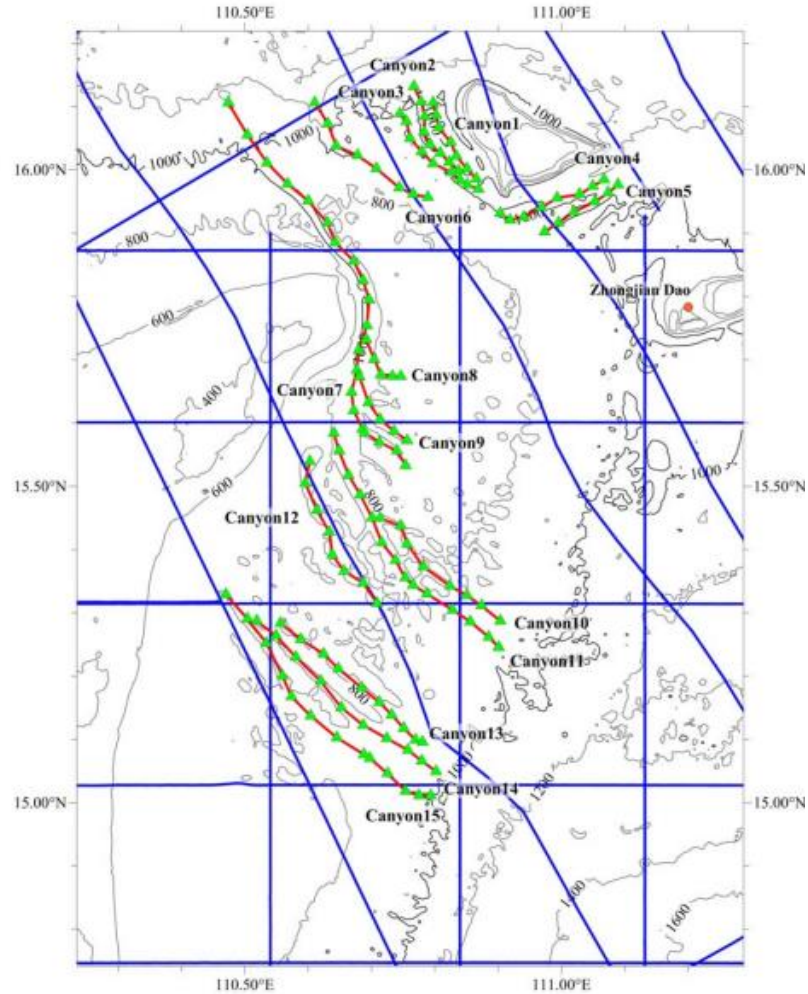 110.50°E 111.00°E
Canyon2
Canyon3
1000
1000
Canyon1
1000
Canyon4
16.00°N 16.00°N
1000
Canyon5
800
Canyon6
800
Zhongjian Dao
600
Canyon7
Canyon8
400
Canyon9
1000
15.50°N 15.50°N
600
800
Canyon12
Canyon10
Canyon11
800
Canyon13
1000
Canyon14
1200
15.00°N 15.00°N
Canyon15
1400
1600
110.50°E 111.00°E